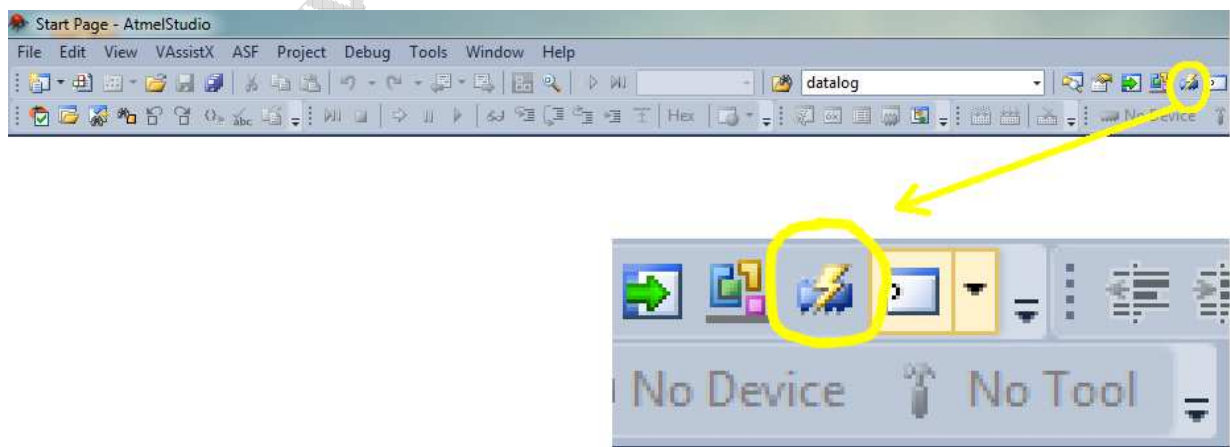 Start Page - AtmelStudio
File Edit View VAssistX ASF Project Debug Tools Window Help
datalog
abc Hex No Device
No Device No Tool